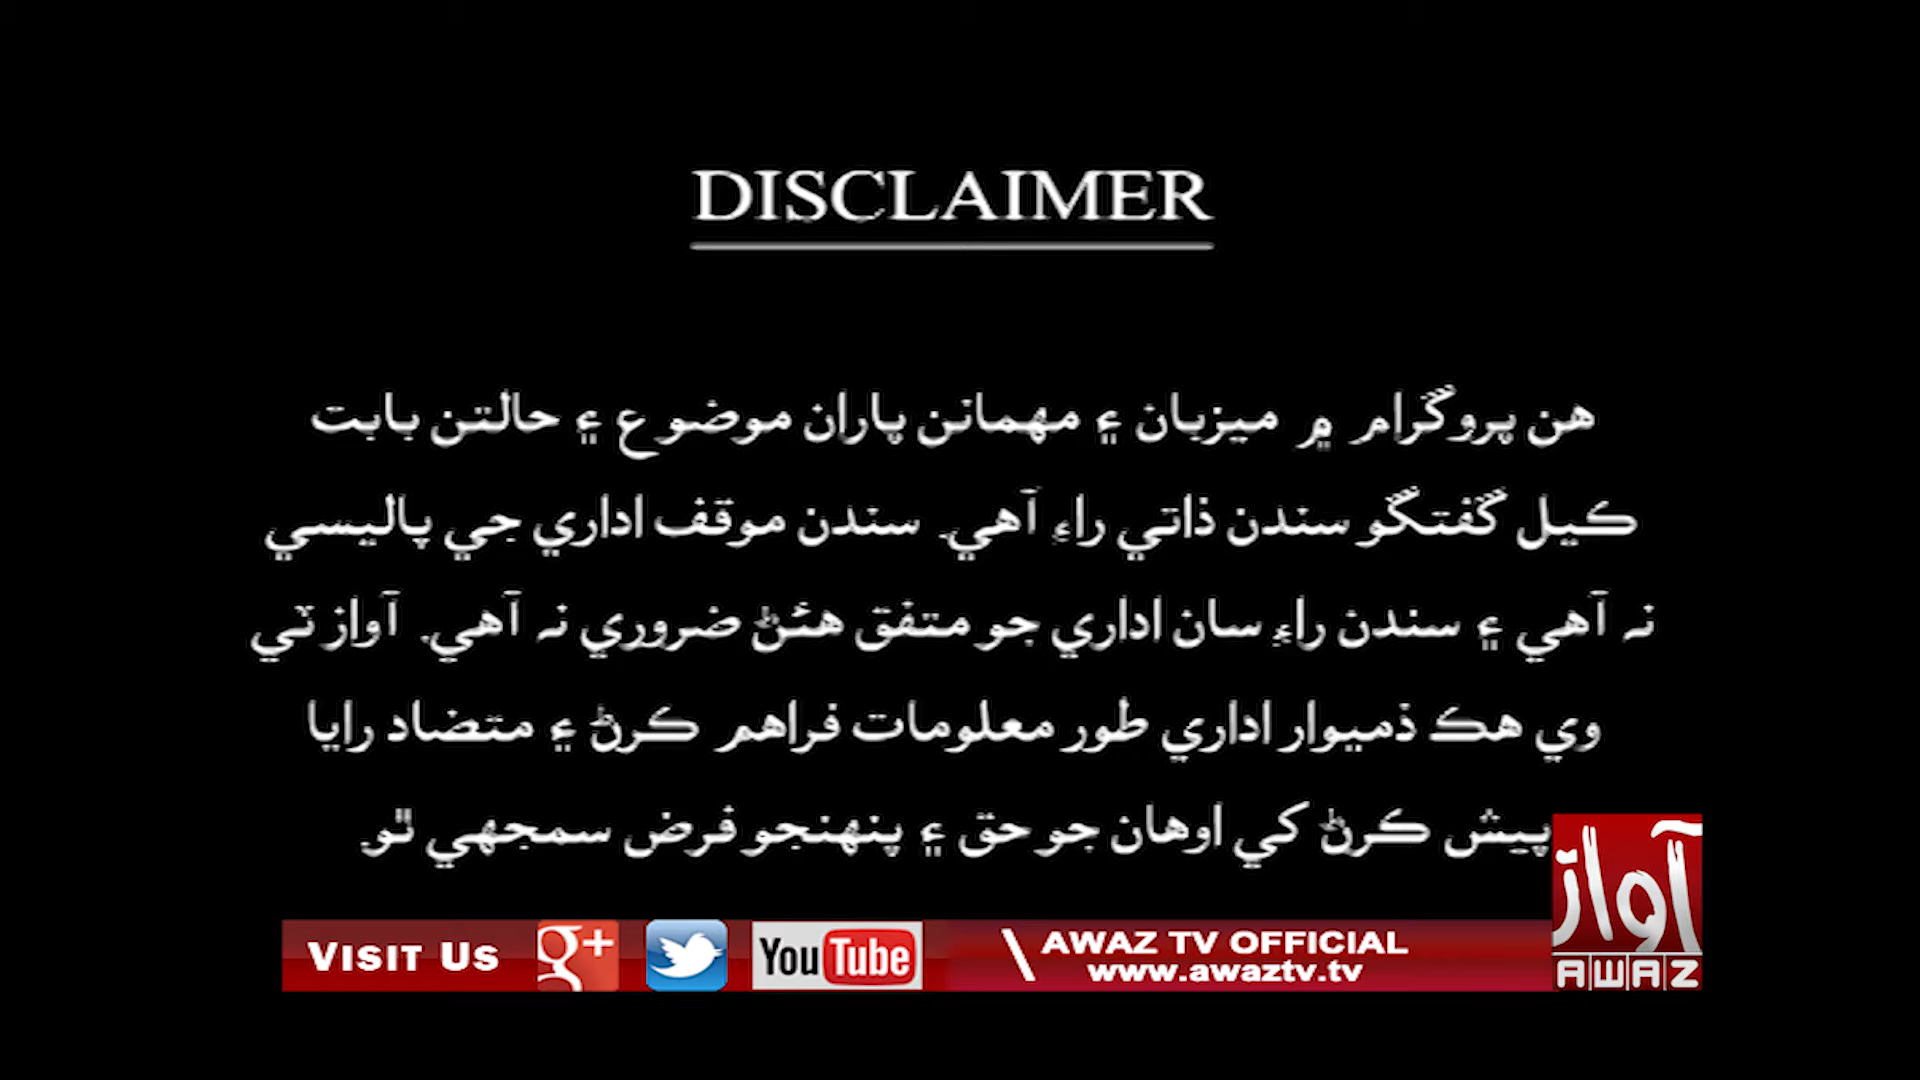 DISCLAIMER
هن پروگرام ۾ ميزبان ۽ مهمانن پاران موضوع ۽ حالتن بابت
ڪيل گفتگو سندن ذاتي راءِ آهي. سندن موقف اداري جي پاليسي
نہ آهي ۽ سندن راءِ سان اداري جو متفق هئڻ ضروري نہ آهي. آواز ٽي
وي هڪ ذميوار اداري طور معلومات فراهم ڪرڻ ۽ متضاد رايا
پيش ڪرڻ کي اوهان جو حق ۽ پنهنجو فرض سمجهي ٿو.
آواز
AWAZ
VISIT US g+ YouTube \ AWAZ TV OFFICIAL
www.awaztv.tv